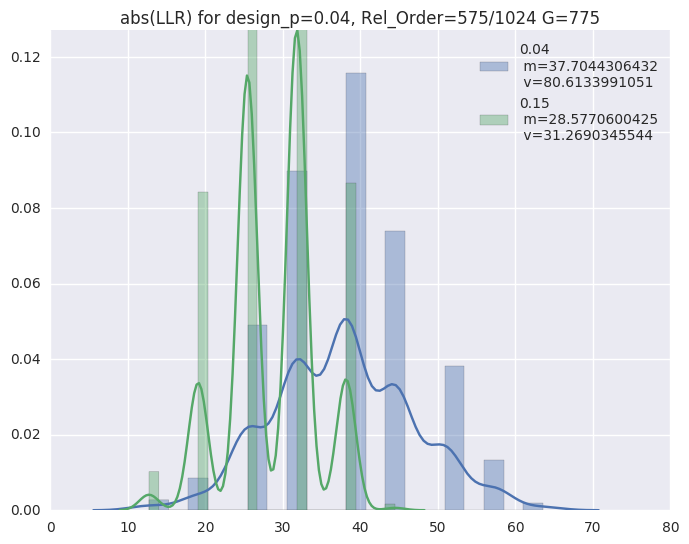 abs(LLR) for design_p=0.04, Rel_Order=575/1024 G=775
0.04
m=37.7044306432
v=80.6133991051
0.15
m=28.5770600425
v=31.2690345544
0.12
0.10
0.08
0.06
0.04
0.02
0.00
0 10 20 30 40 50 60 70 80